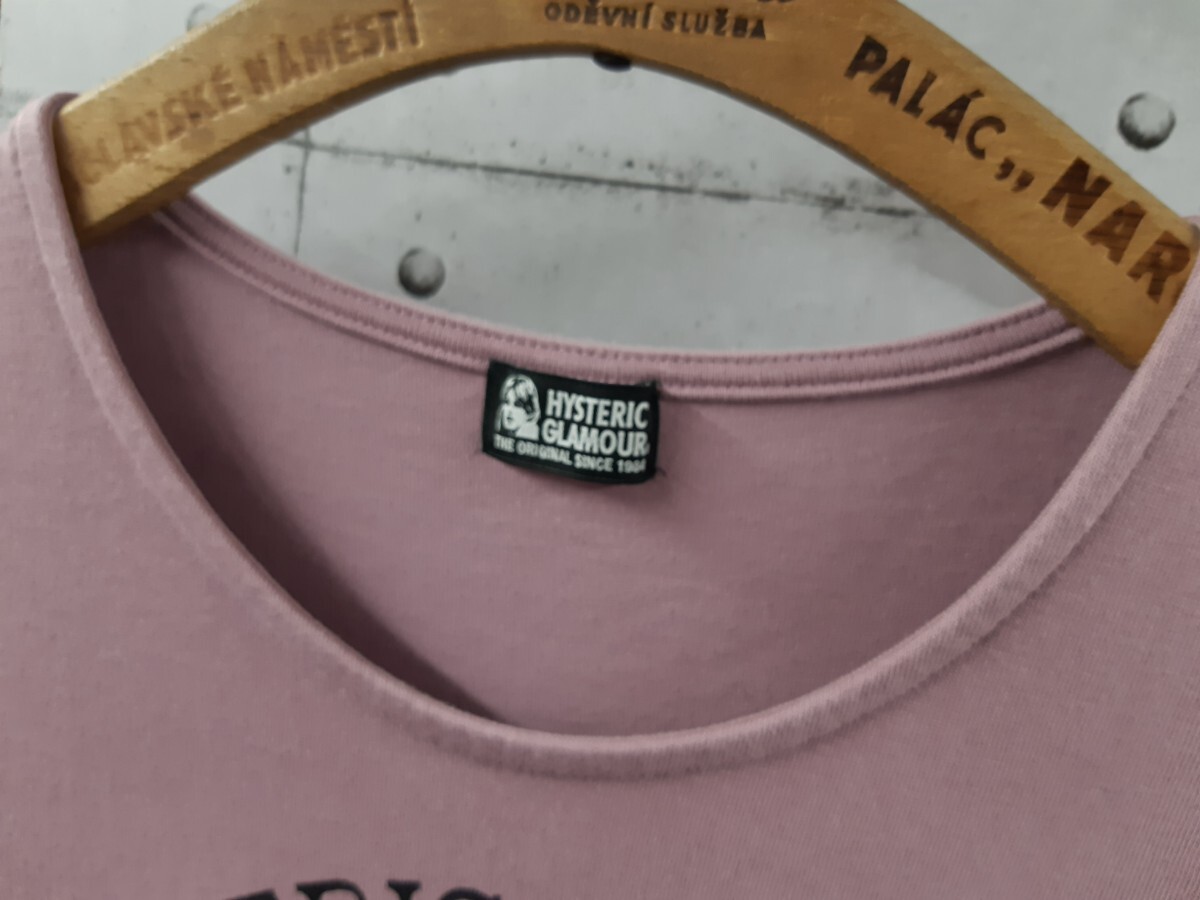 SLAVSKÉ NÁMĚSTÍ
ODĚVNÍ SLUŽBA
PALÁC „NAR
HYSTERIC
GLAMOUR
THE ORIGINAL SINCE 1984